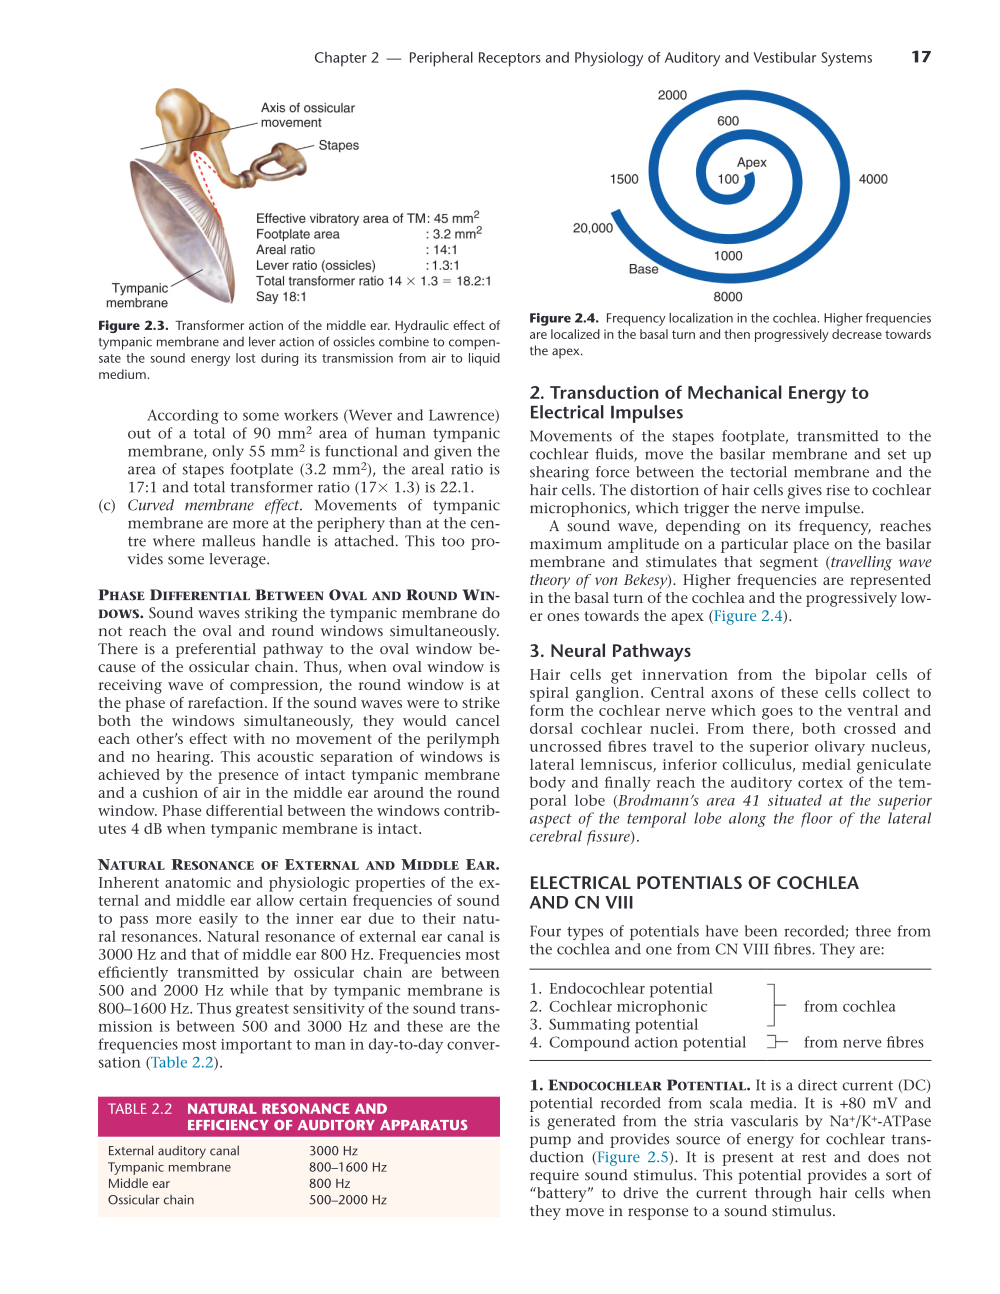 Chapter 2 — Peripheral Receptors and Physiology of Auditory and Vestibular Systems 17
Axis of ossicular
movement
Stapes
Effective vibratory area of TM: 45 mm²
Footplate area : 3.2 mm²
Areal ratio : 14:1
Lever ratio (ossicles) : 1.3:1
Total transformer ratio 14 × 1.3 = 18.2:1
Say 18:1
Tympanic
membrane
Figure 2.3. Transformer action of the middle ear. Hydraulic effect of
tympanic membrane and lever action of ossicles combine to compen-
sate the sound energy lost during its transmission from air to liquid
medium.
According to some workers (Wever and Lawrence)
out of a total of 90 mm² area of human tympanic
membrane, only 55 mm² is functional and given the
area of stapes footplate (3.2 mm²), the areal ratio is
17:1 and total transformer ratio (17× 1.3) is 22.1.
(c) Curved membrane effect. Movements of tympanic
membrane are more at the periphery than at the cen-
tre where malleus handle is attached. This too pro-
vides some leverage.
PHASE DIFFERENTIAL BETWEEN OVAL AND ROUND WIN-
DOWS. Sound waves striking the tympanic membrane do
not reach the oval and round windows simultaneously.
There is a preferential pathway to the oval window be-
cause of the ossicular chain. Thus, when oval window is
receiving wave of compression, the round window is at
the phase of rarefaction. If the sound waves were to strike
both the windows simultaneously, they would cancel
each other's effect with no movement of the perilymph
and no hearing. This acoustic separation of windows is
achieved by the presence of intact tympanic membrane
and a cushion of air in the middle ear around the round
window. Phase differential between the windows contrib-
utes 4 dB when tympanic membrane is intact.
NATURAL RESONANCE OF EXTERNAL AND MIDDLE EAR.
Inherent anatomic and physiologic properties of the ex-
ternal and middle ear allow certain frequencies of sound
to pass more easily to the inner ear due to their natu-
ral resonances. Natural resonance of external ear canal is
3000 Hz and that of middle ear 800 Hz. Frequencies most
efficiently transmitted by ossicular chain are between
500 and 2000 Hz while that by tympanic membrane is
800–1600 Hz. Thus greatest sensitivity of the sound trans-
mission is between 500 and 3000 Hz and these are the
frequencies most important to man in day-to-day conver-
sation (Table 2.2).
TABLE 2.2 NATURAL RESONANCE AND
EFFICIENCY OF AUDITORY APPARATUS
External auditory canal 3000 Hz
Tympanic membrane 800–1600 Hz
Middle ear 800 Hz
Ossicular chain 500–2000 Hz
2000
600
Apex
1500
100
4000
20,000
1000
Base
8000
Figure 2.4. Frequency localization in the cochlea. Higher frequencies
are localized in the basal turn and then progressively decrease towards
the apex.
2. Transduction of Mechanical Energy to
Electrical Impulses
Movements of the stapes footplate, transmitted to the
cochlear fluids, move the basilar membrane and set up
shearing force between the tectorial membrane and the
hair cells. The distortion of hair cells gives rise to cochlear
microphonics, which trigger the nerve impulse.
A sound wave, depending on its frequency, reaches
maximum amplitude on a particular place on the basilar
membrane and stimulates that segment (travelling wave
theory of von Bekesy). Higher frequencies are represented
in the basal turn of the cochlea and the progressively low-
er ones towards the apex (Figure 2.4).
3. Neural Pathways
Hair cells get innervation from the bipolar cells of
spiral ganglion. Central axons of these cells collect to
form the cochlear nerve which goes to the ventral and
dorsal cochlear nuclei. From there, both crossed and
uncrossed fibres travel to the superior olivary nucleus,
lateral lemniscus, inferior colliculus, medial geniculate
body and finally reach the auditory cortex of the tem-
poral lobe (Brodmann's area 41 situated at the superior
aspect of the temporal lobe along the floor of the lateral
cerebral fissure).
ELECTRICAL POTENTIALS OF COCHLEA
AND CN VIII
Four types of potentials have been recorded; three from
the cochlea and one from CN VIII fibres. They are:
1. Endocochlear potential
2. Cochlear microphonic from cochlea
3. Summating potential
4. Compound action potential from nerve fibres
1. ENDOCOCHLEAR POTENTIAL. It is a direct current (DC)
potential recorded from scala media. It is +80 mV and
is generated from the stria vascularis by Na⁺/K⁺-ATPase
pump and provides source of energy for cochlear trans-
duction (Figure 2.5). It is present at rest and does not
require sound stimulus. This potential provides a sort of
“battery” to drive the current through hair cells when
they move in response to a sound stimulus.